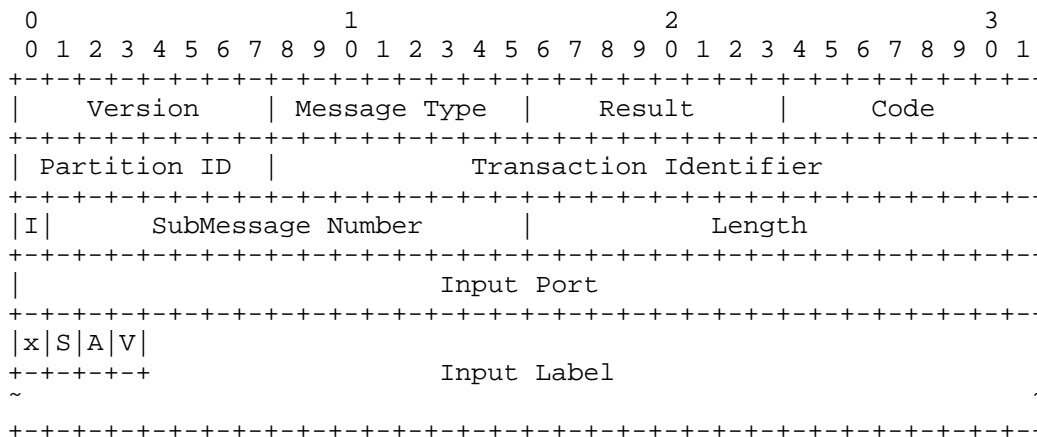 0                   1                   2                   3
 0 1 2 3 4 5 6 7 8 9 0 1 2 3 4 5 6 7 8 9 0 1 2 3 4 5 6 7 8 9 0 1
+-+-+-+-+-+-+-+-+-+-+-+-+-+-+-+-+-+-+-+-+-+-+-+-+-+-+-+-+-+-+-+-
|    Version    | Message Type  |    Result     |     Code
+-+-+-+-+-+-+-+-+-+-+-+-+-+-+-+-+-+-+-+-+-+-+-+-+-+-+-+-+-+-+-+-
| Partition ID  |            Transaction Identifier
+-+-+-+-+-+-+-+-+-+-+-+-+-+-+-+-+-+-+-+-+-+-+-+-+-+-+-+-+-+-+-+-
|I|      SubMessage Number      |           Length
+-+-+-+-+-+-+-+-+-+-+-+-+-+-+-+-+-+-+-+-+-+-+-+-+-+-+-+-+-+-+-+-
|                          Input Port
+-+-+-+-+-+-+-+-+-+-+-+-+-+-+-+-+-+-+-+-+-+-+-+-+-+-+-+-+-+-+-+-
|x|S|A|V|
+-+-+-+-+                  Input Label
~                                                               ~
+-+-+-+-+-+-+-+-+-+-+-+-+-+-+-+-+-+-+-+-+-+-+-+-+-+-+-+-+-+-+-+-